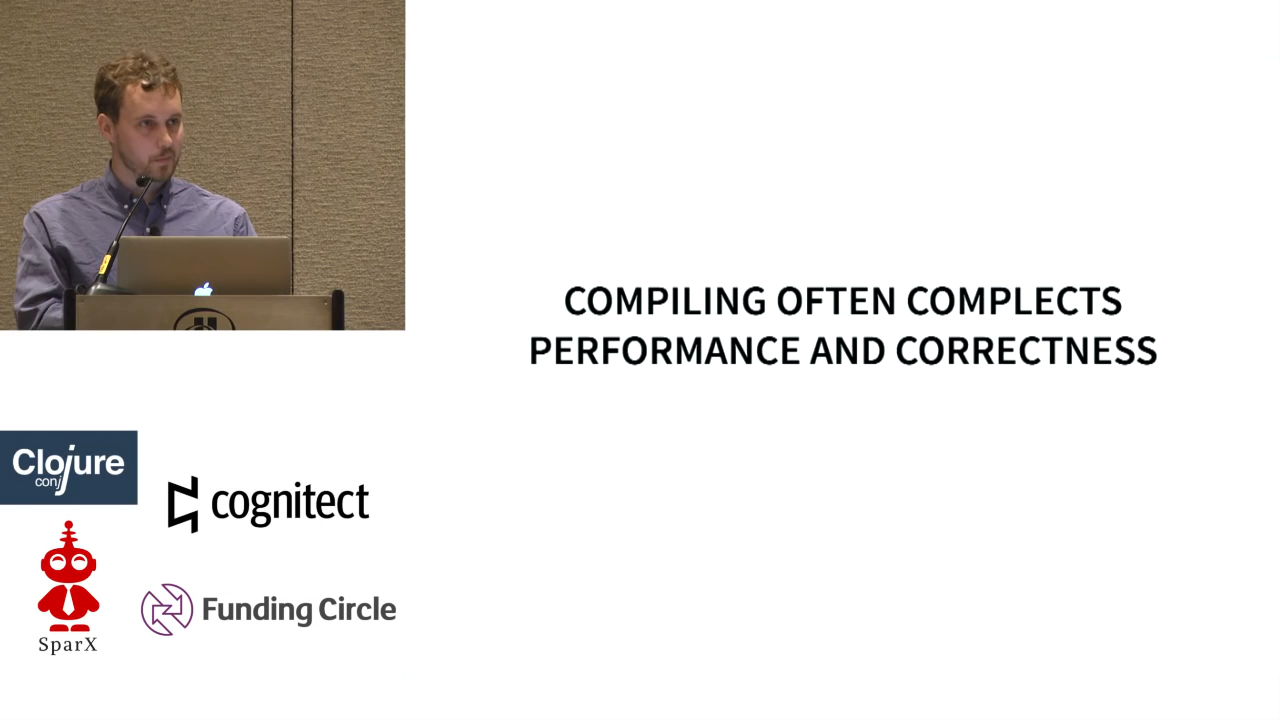 COMPILING OFTEN COMPLECTS
PERFORMANCE AND CORRECTNESS
Clojure
conj
cognitect
SparX
Funding Circle